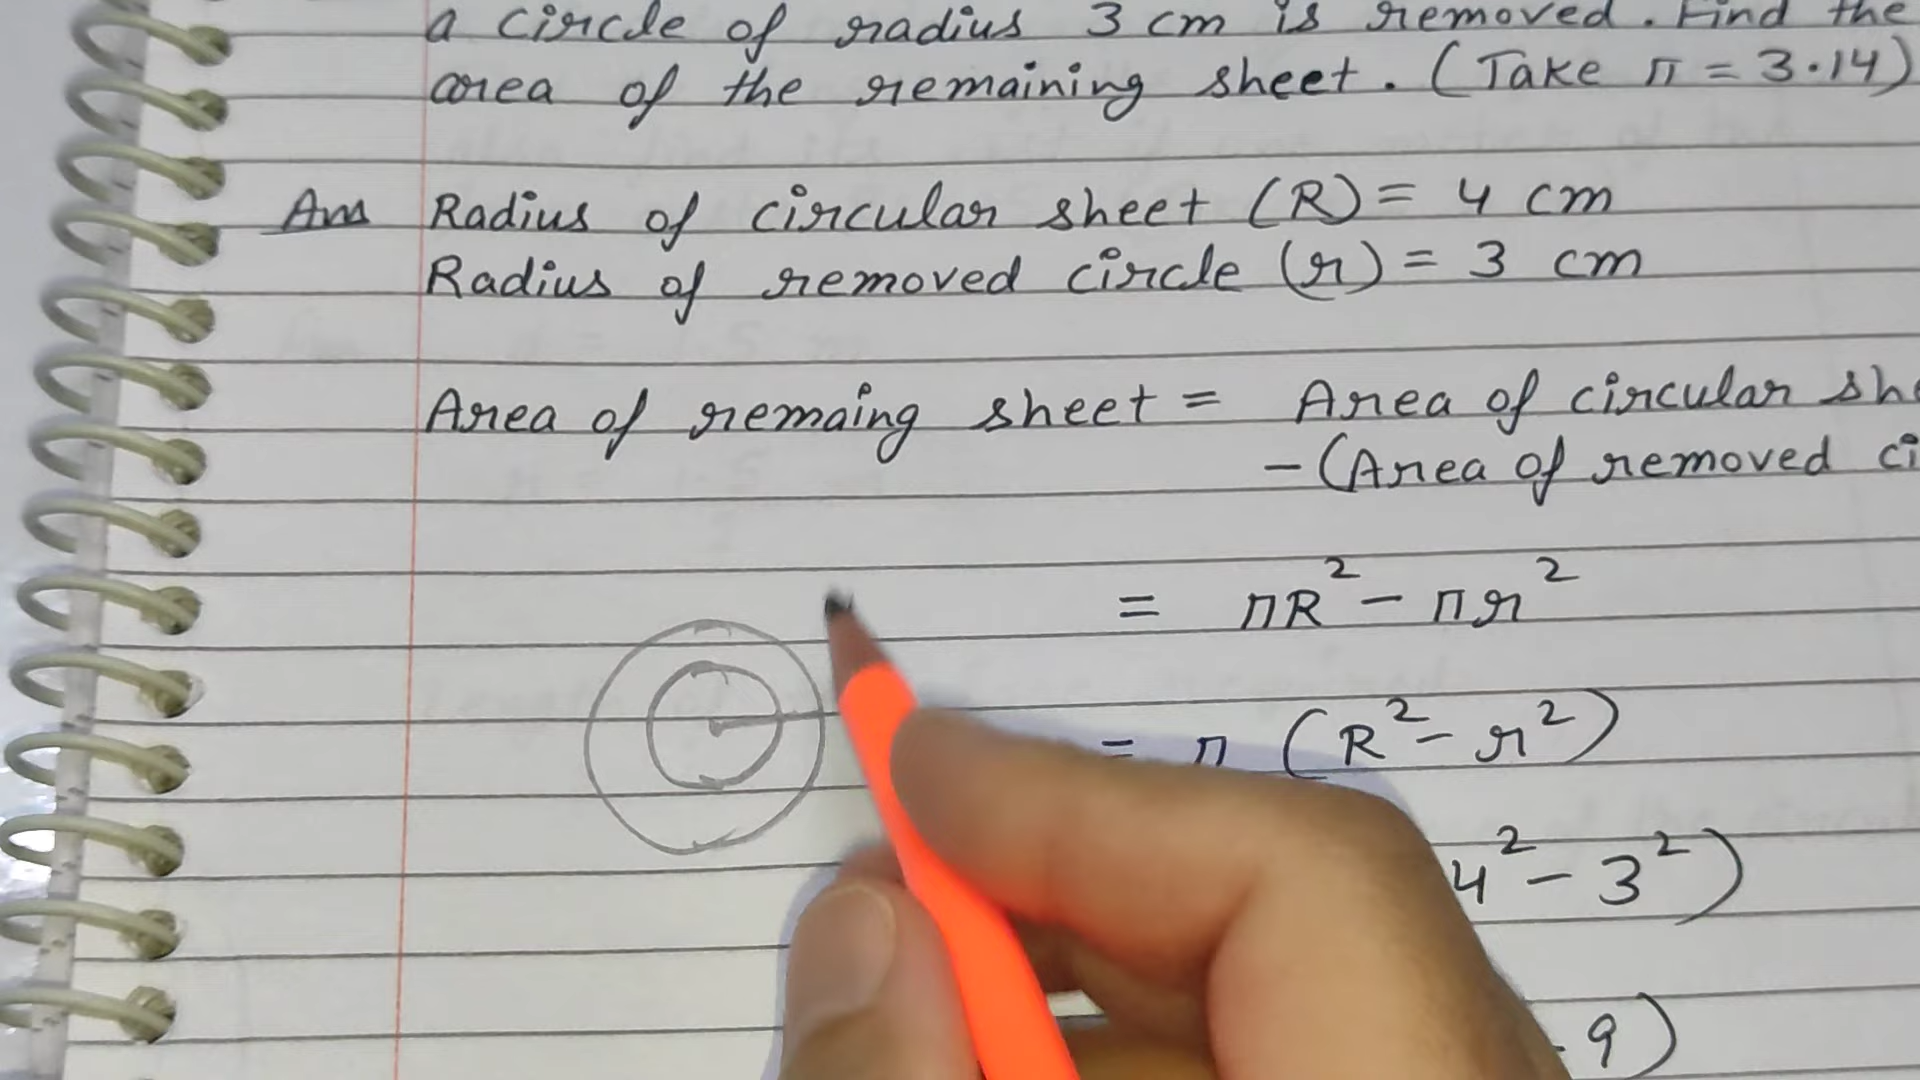 a circle of radius 3 cm is removed. Find the
area of the remaining sheet. (Take π = 3.14)
Ans Radius of circular sheet (R) = 4 cm
Radius of removed circle (r) = 3 cm
Area of remaing sheet = Area of circular
- (Area of removed
= πR² - πr²
= π (R² - r²)
4² - 3²)
9)